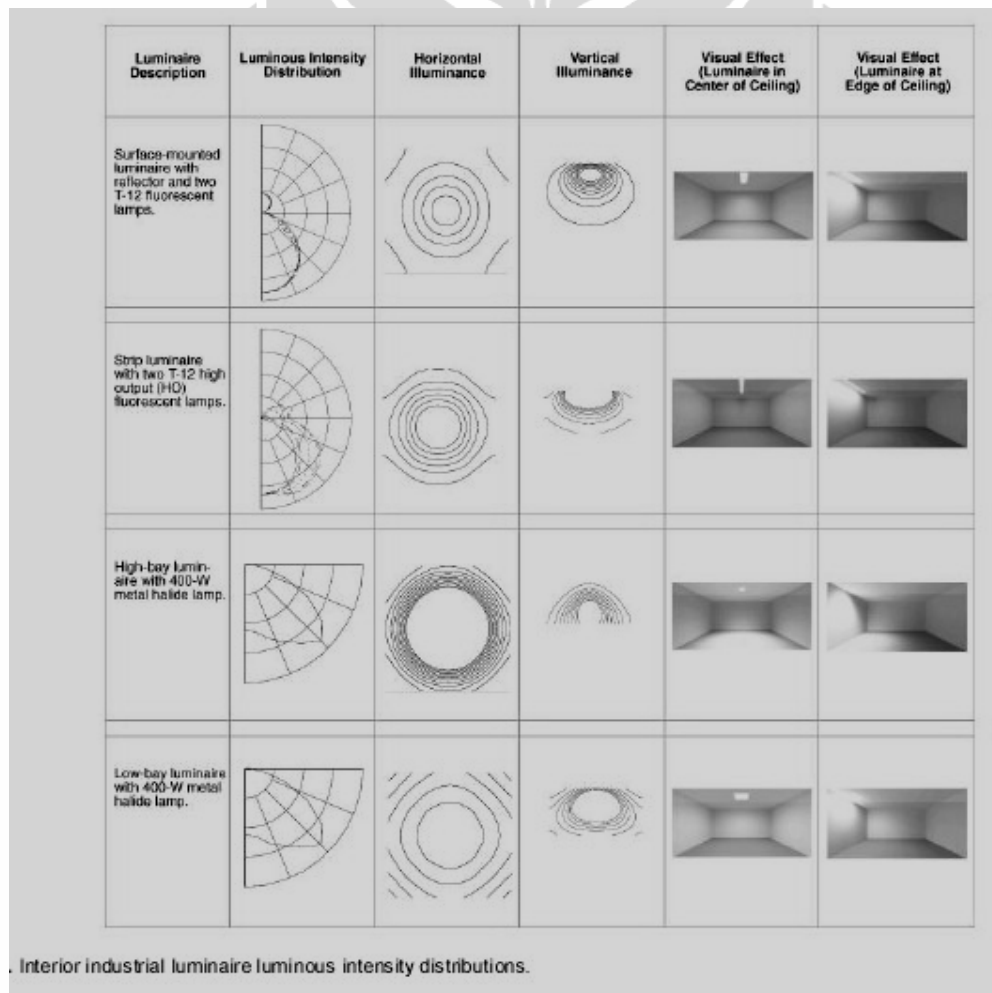 Luminaire
Description
Luminous Intensity
Distribution
Horizontal
Illuminance
Vertical
Illuminance
Visual Effect
(Luminaire in
Center of Ceiling)
Visual Effect
(Luminaire at
Edge of Ceiling)
Surface-mounted
luminaire with
reflector and two
T-12 fluorescent
lamps.
Strip luminaire
with two T-12 high
output (HO)
fluorescent lamps.
High-bay lumin-
aire with 400-W
metal halide lamp.
Low-bay luminaire
with 400-W metal
halide lamp.
. Interior industrial luminaire luminous intensity distributions.